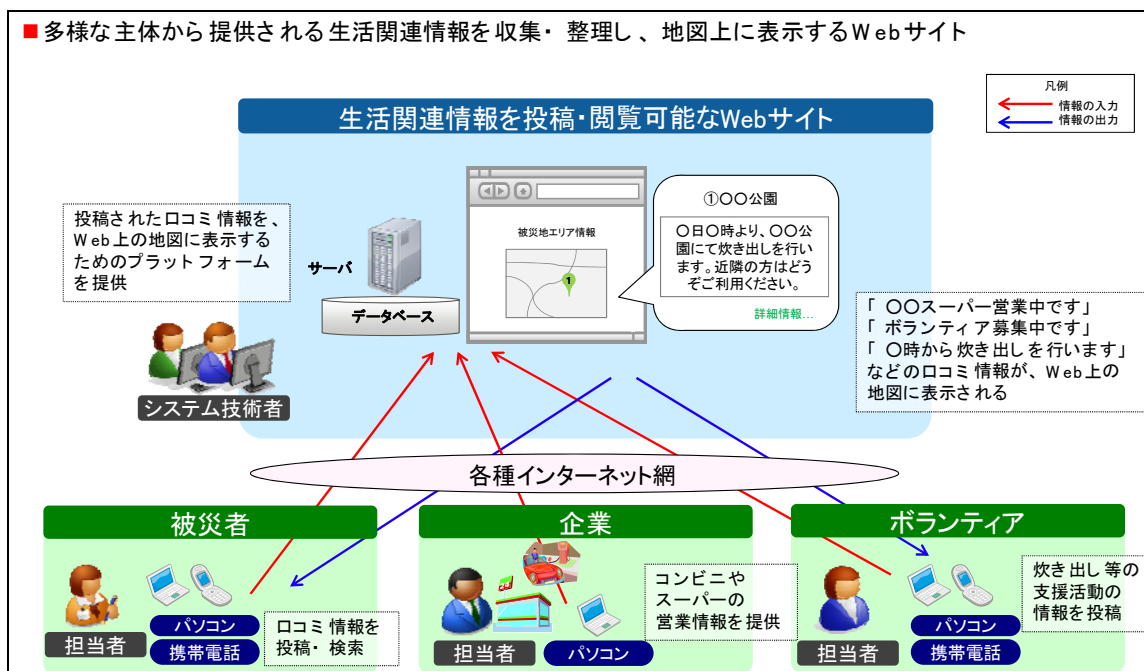 ■多様な主体から提供される生活関連情報を収集・整理し、地図上に表示するWebサイト
凡例
情報の入力
情報の出力
生活関連情報を投稿・閲覧可能なWebサイト
投稿された口コミ情報を、
Web上の地図に表示する
ためのプラットフォーム
を提供
サーバ
データベース
被災地エリア情報
1
①〇〇公園
〇日〇時より、〇〇公
園にて炊き出しを行い
ます。近隣の方はどう
ぞご利用ください。
詳細情報...
システム技術者
「〇〇スーパー営業中です」
「ボランティア募集中です」
「〇時から炊き出しを行います」
などの口コミ情報が、Web上の
地図に表示される
各種インターネット網
被災者
担当者
パソコン
携帯電話
口コミ情報を
投稿・検索
企業
担当者
パソコン
コンビニや
スーパーの
営業情報を提供
ボランティア
担当者
パソコン
携帯電話
炊き出し等の
支援活動の
情報を投稿